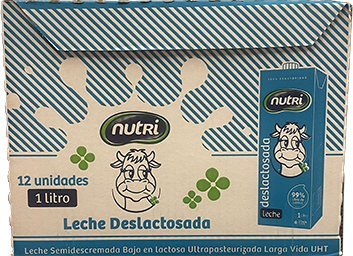 nutri
12 unidades
1 litro
Leche Deslactosada
Leche Semidescremada Baja en lactosa Ultrapasteurizada Larga Vida UHT
nutri
deslactosada
Leche
99%